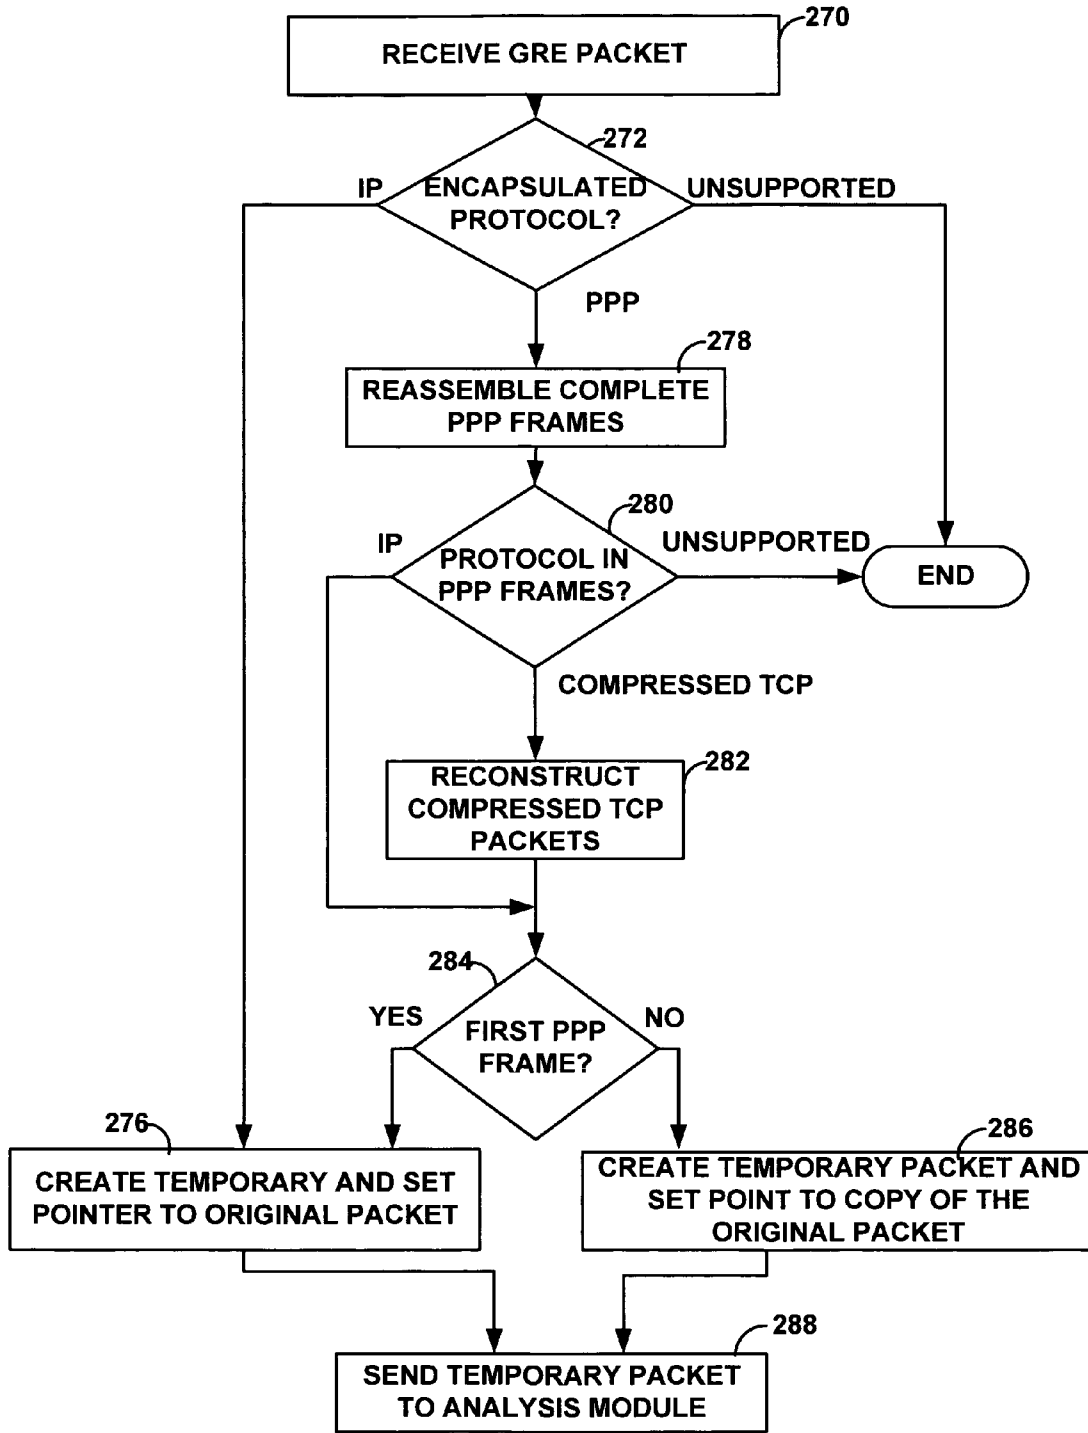 270
RECEIVE GRE PACKET
272
IP
ENCAPSULATED
PROTOCOL?
UNSUPPORTED
PPP
278
REASSEMBLE COMPLETE
PPP FRAMES
280
IP
PROTOCOL IN
PPP FRAMES?
UNSUPPORTED
END
COMPRESSED TCP
282
RECONSTRUCT
COMPRESSED TCP
PACKETS
284
YES
FIRST PPP
FRAME?
NO
276
CREATE TEMPORARY AND SET
POINTER TO ORIGINAL PACKET
286
CREATE TEMPORARY PACKET AND
SET POINT TO COPY OF THE
ORIGINAL PACKET
288
SEND TEMPORARY PACKET
TO ANALYSIS MODULE